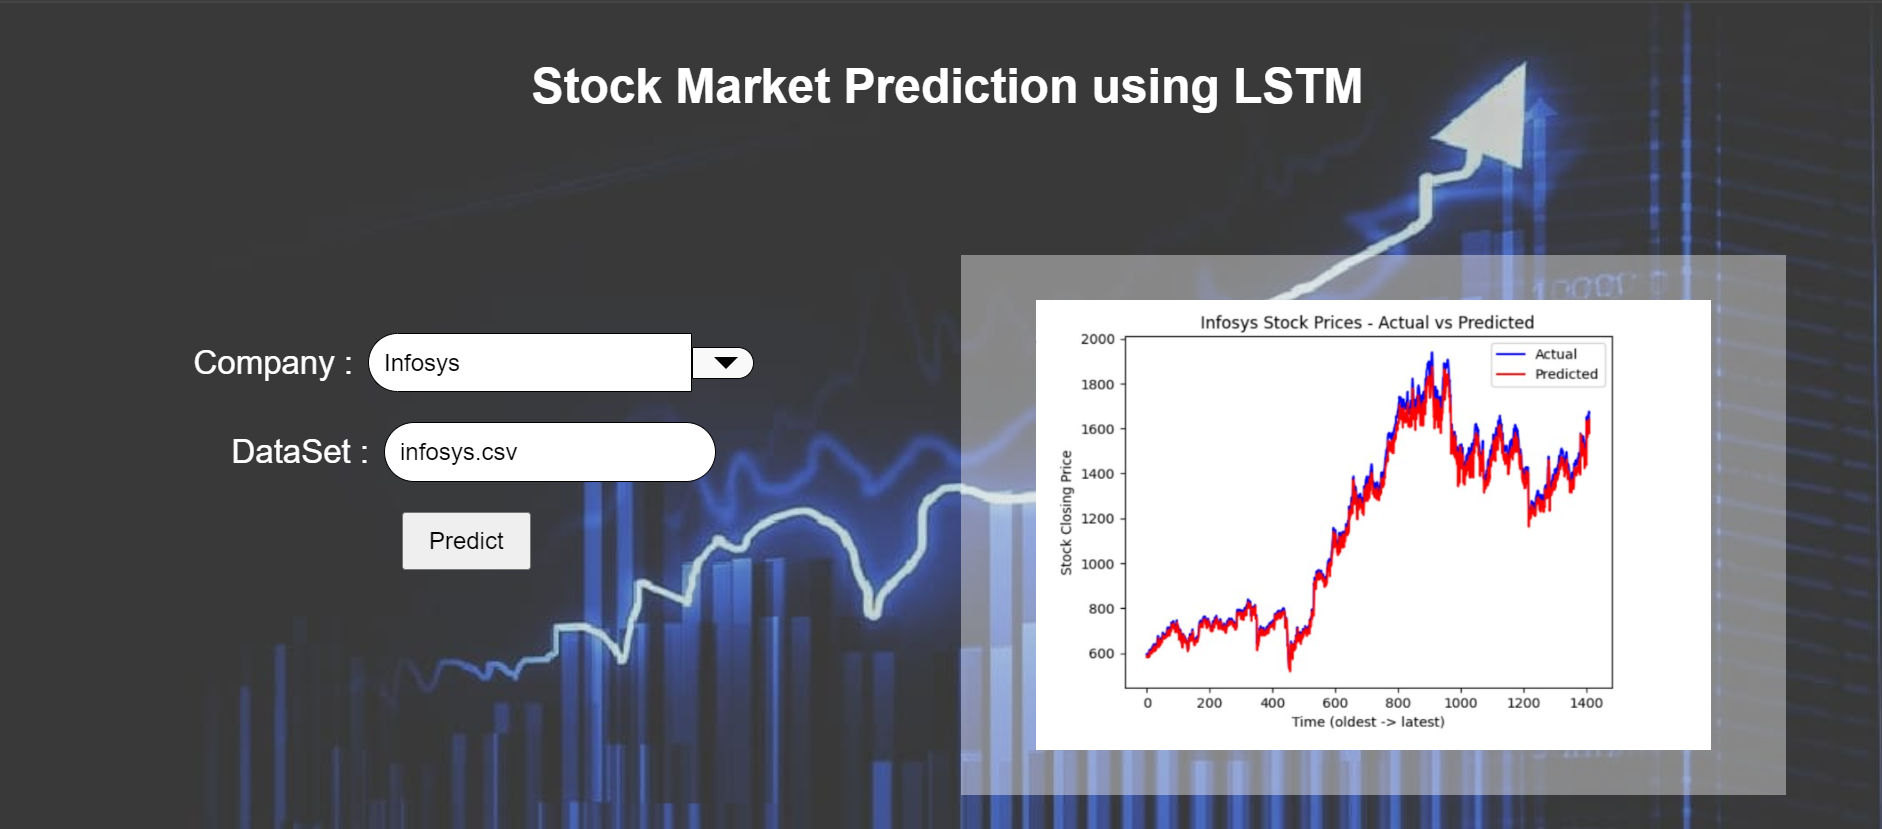 Stock Market Prediction using LSTM
Company :
Infosys
DataSet :
infosys.csv
Predict
Infosys Stock Prices - Actual vs Predicted
Actual
Predicted
Stock Closing Price
2000
1800
1600
1400
1200
1000
800
600
0 200 400 600 800 1000 1200 1400
Time (oldest -> latest)